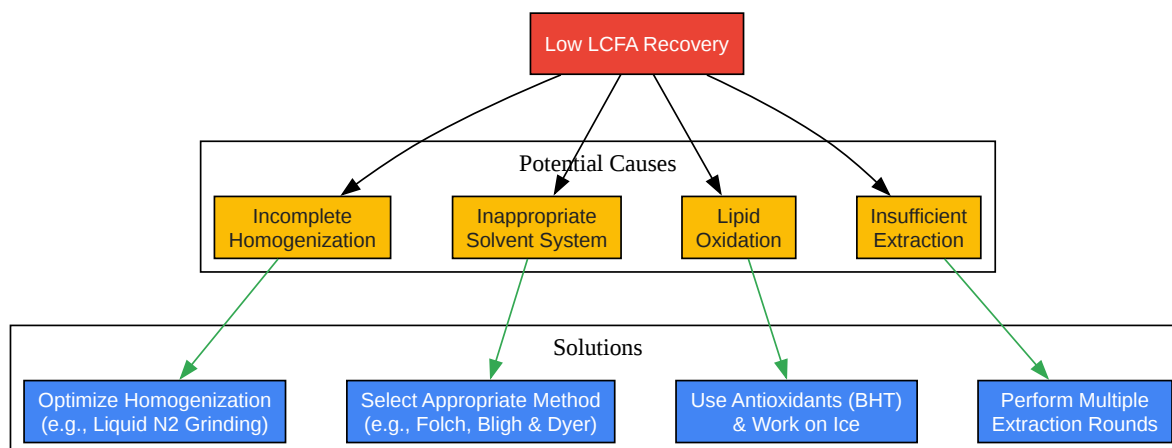 Low LCFA Recovery
Potential Causes
Incomplete
Homogenization
Inappropriate
Solvent System
Lipid
Oxidation
Insufficient
Extraction
Solutions
Optimize Homogenization
(e.g., Liquid N2 Grinding)
Select Appropriate Method
(e.g., Folch, Bligh & Dyer)
Use Antioxidants (BHT)
& Work on Ice
Perform Multiple
Extraction Rounds